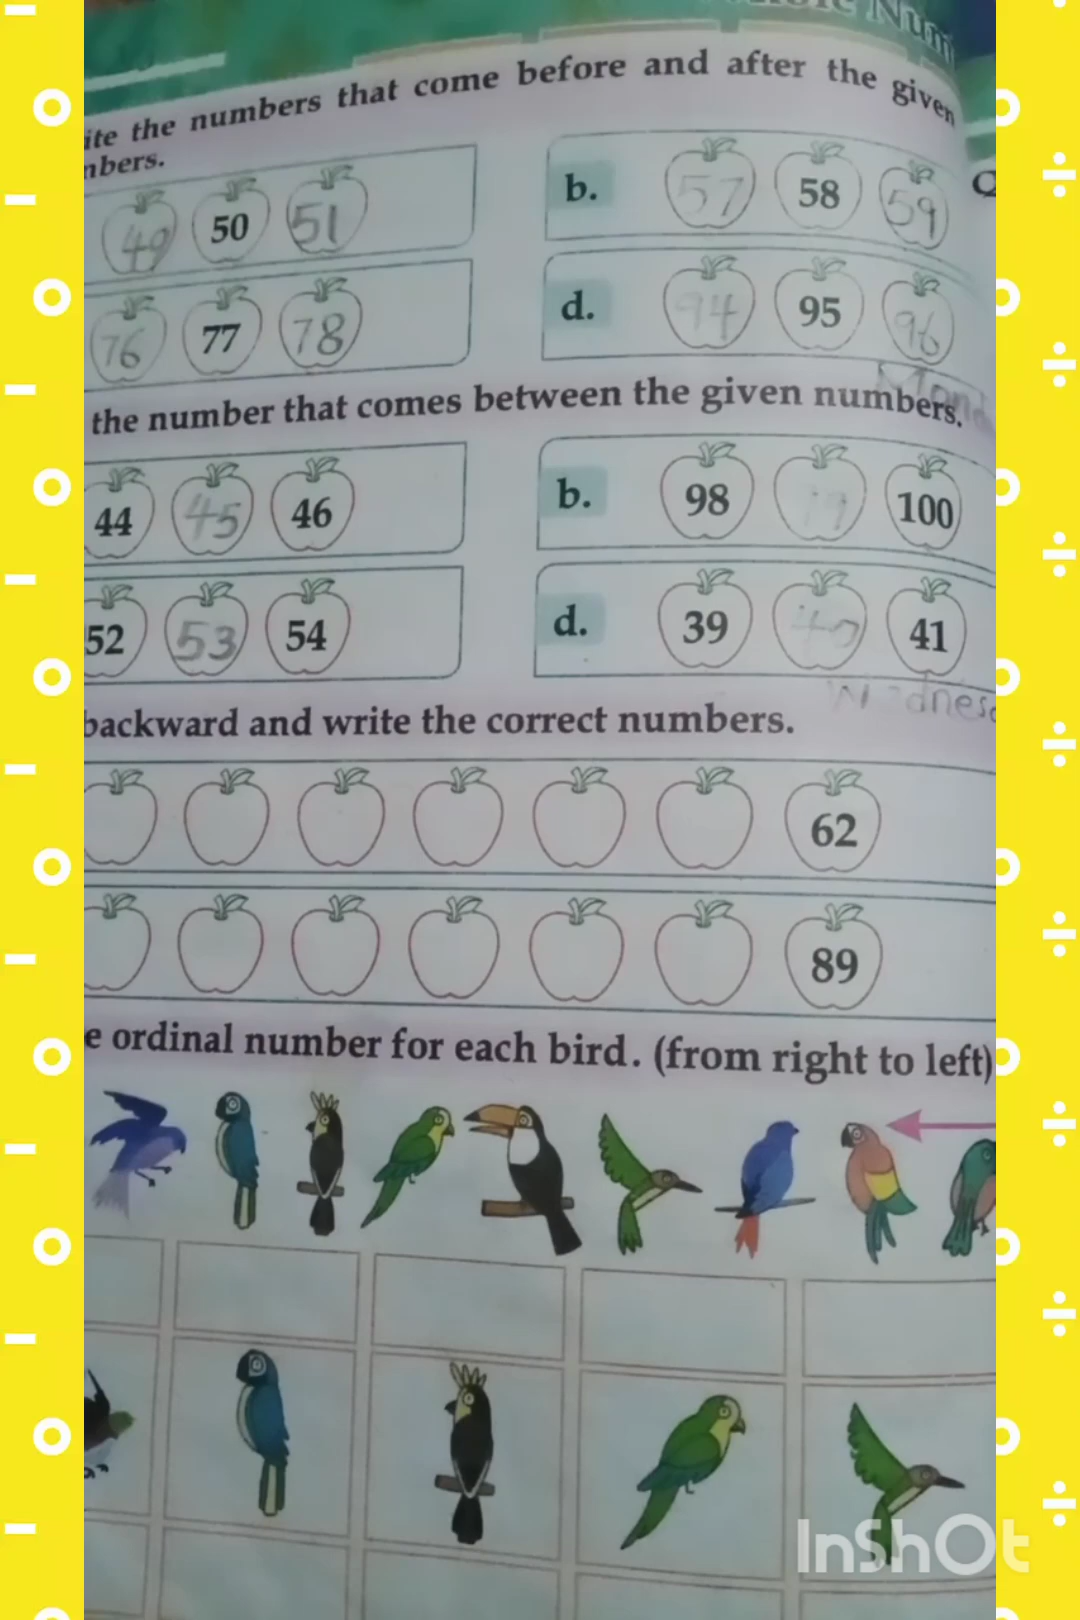 Num
ite the numbers that come before and after the given
nbers.
49 50 51
b. 57 58 59
76 77 78
d. 94 95 96
the number that comes between the given numbers.
44 45 46
b. 98 99 100
52 53 54
d. 39 40 41
backward and write the correct numbers.
62
89
e ordinal number for each bird. (from right to left)
InShOt